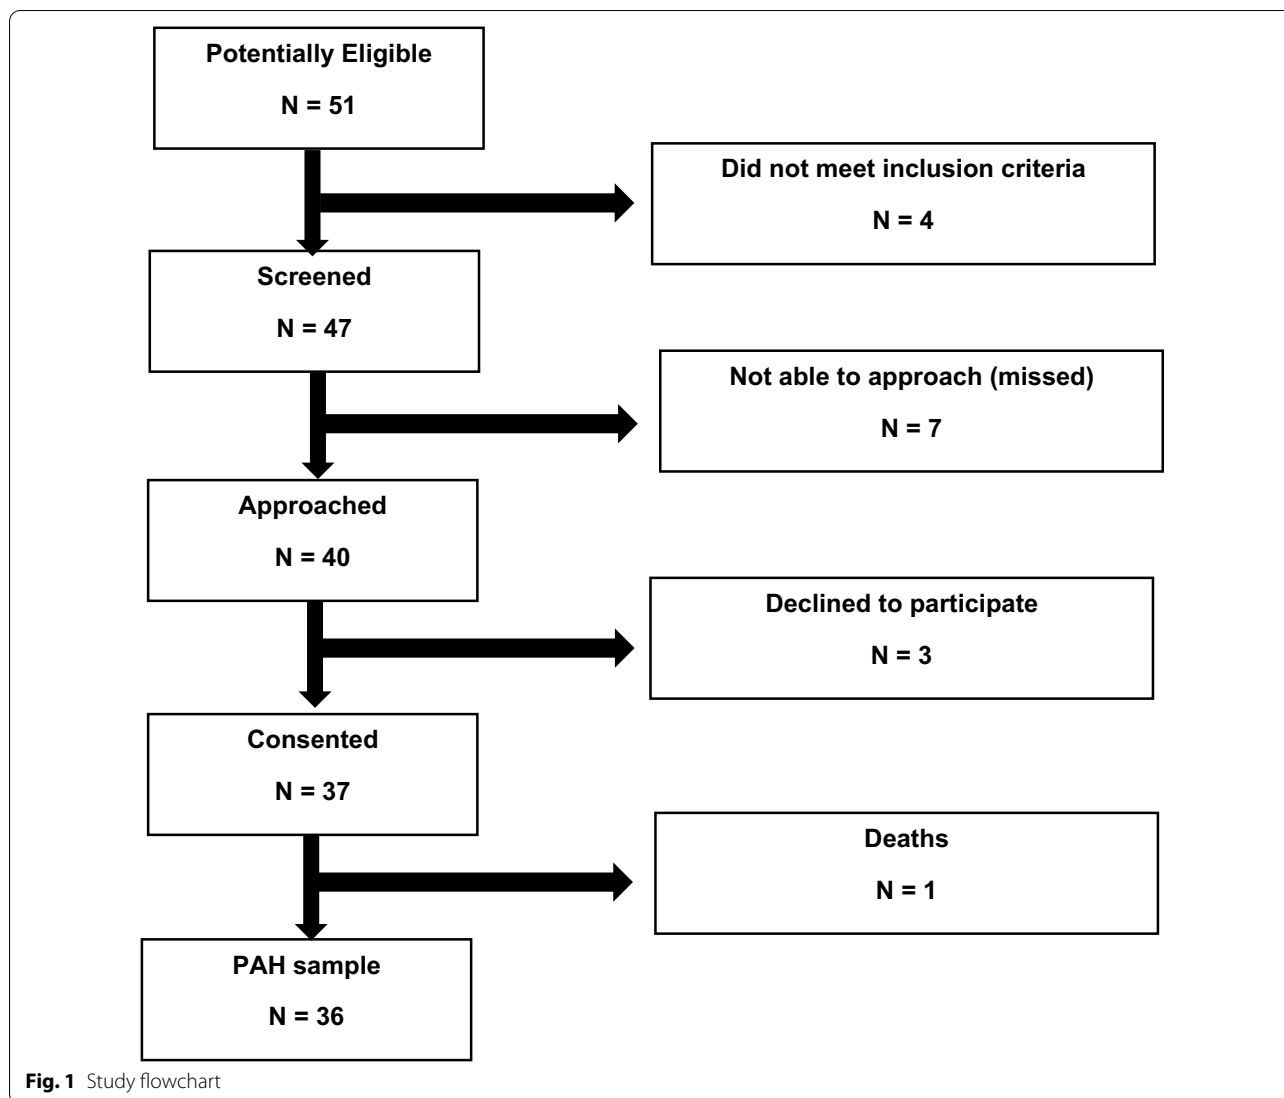 Potentially Eligible
N = 51
Did not meet inclusion criteria
N = 4
Screened
N = 47
Not able to approach (missed)
N = 7
Approached
N = 40
Declined to participate
N = 3
Consented
N = 37
Deaths
N = 1
PAH sample
N = 36
Fig. 1 Study flowchart